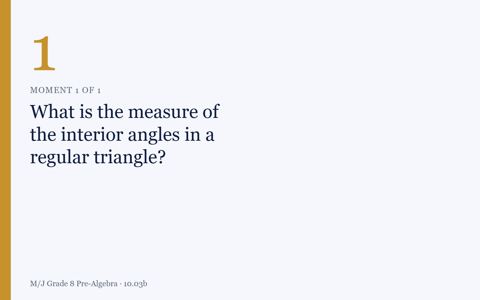 1
MOMENT 1 OF 1
What is the measure of
the interior angles in a
regular triangle?
M/J Grade 8 Pre-Algebra · 10.03b